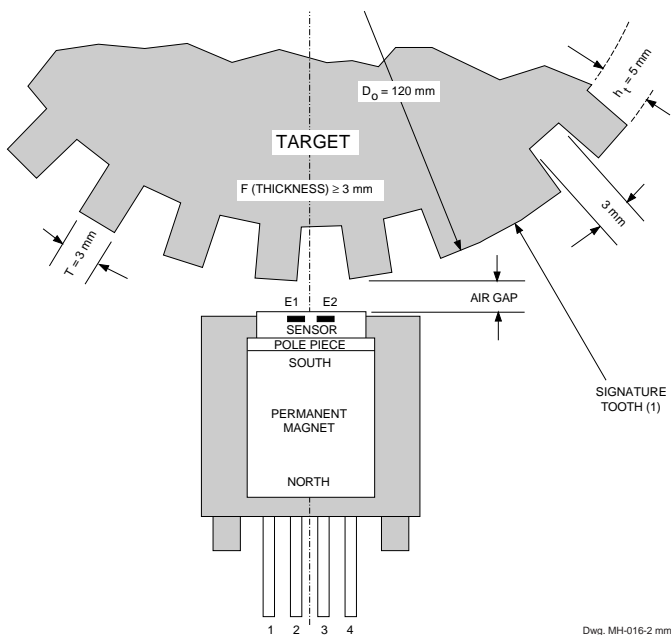 h_t = 5 mm
D_o = 120 mm
TARGET
F (THICKNESS) ≥ 3 mm
3 mm
T = 3 mm
E1 E2
AIR GAP
SENSOR
POLE PIECE
SOUTH
SIGNATURE
TOOTH (1)
PERMANENT
MAGNET
NORTH
1 2 3 4
Dwg. MH-016-2 mm